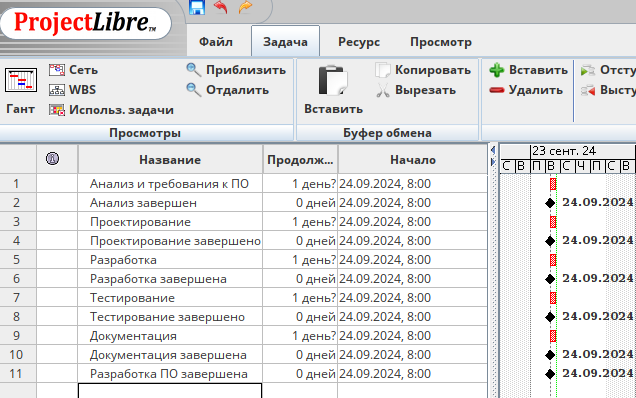 ProjectLibre™
Файл Задача Ресурс Просмотр
Гант
Сеть
WBS
Использ. задачи
Приблизить
Отдалить
Просмотры
Вставить
Копировать
Вырезать
Буфер обмена
Вставить
Удалить
Отсту
Высту
Название Продолж... Начало
23 сент. 24
С В П В С Ч П С В
1 Анализ и требования к ПО 1 день? 24.09.2024, 8:00
2 Анализ завершен 0 дней 24.09.2024, 8:00 24.09.2024
3 Проектирование 1 день? 24.09.2024, 8:00
4 Проектирование завершено 0 дней 24.09.2024, 8:00 24.09.2024
5 Разработка 1 день? 24.09.2024, 8:00
6 Разработка завершена 0 дней 24.09.2024, 8:00 24.09.2024
7 Тестирование 1 день? 24.09.2024, 8:00
8 Тестирование завершено 0 дней 24.09.2024, 8:00 24.09.2024
9 Документация 1 день? 24.09.2024, 8:00
10 Документация завершена 0 дней 24.09.2024, 8:00 24.09.2024
11 Разработка ПО завершена 0 дней 24.09.2024, 8:00 24.09.2024